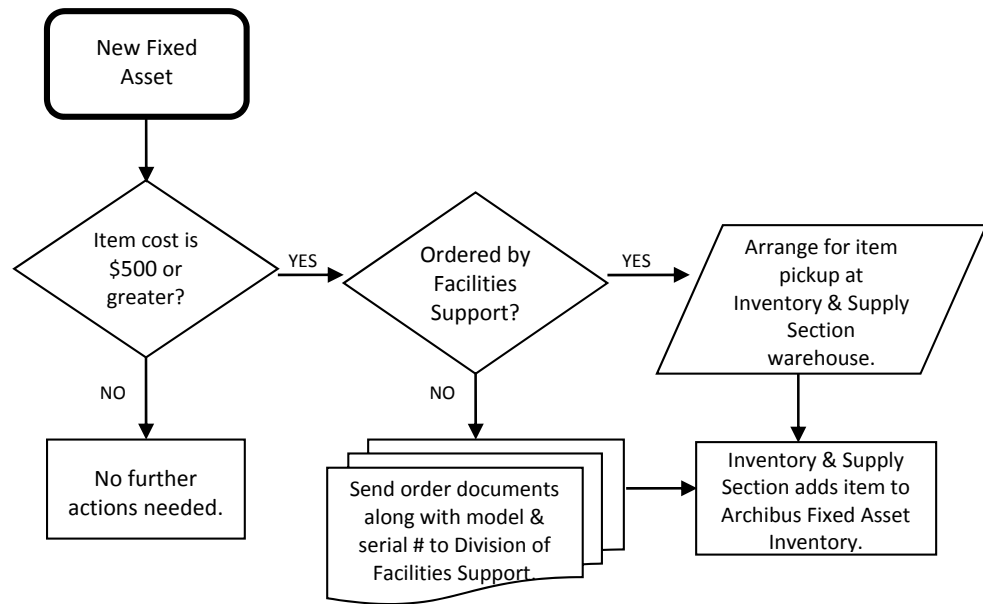 New Fixed
Asset
Item cost is
$500 or
greater?
YES
Ordered by
Facilities
Support?
YES
Arrange for item
pickup at
Inventory & Supply
Section
warehouse.
NO
NO
No further
actions needed.
Send order documents
along with model &
serial # to Division of
Facilities Support.
Inventory & Supply
Section adds item to
Archibus Fixed Asset
Inventory.